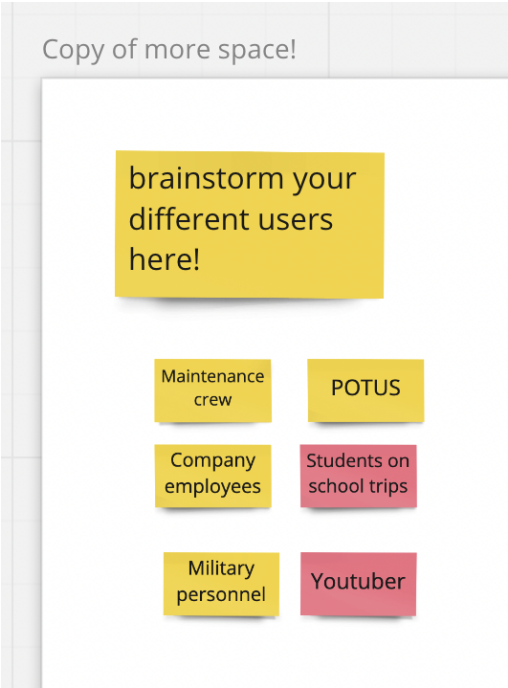 Copy of more space!
brainstorm your
different users
here!
Maintenance
crew
POTUS
Company
employees
Students on
school trips
Military
personnel
Youtuber